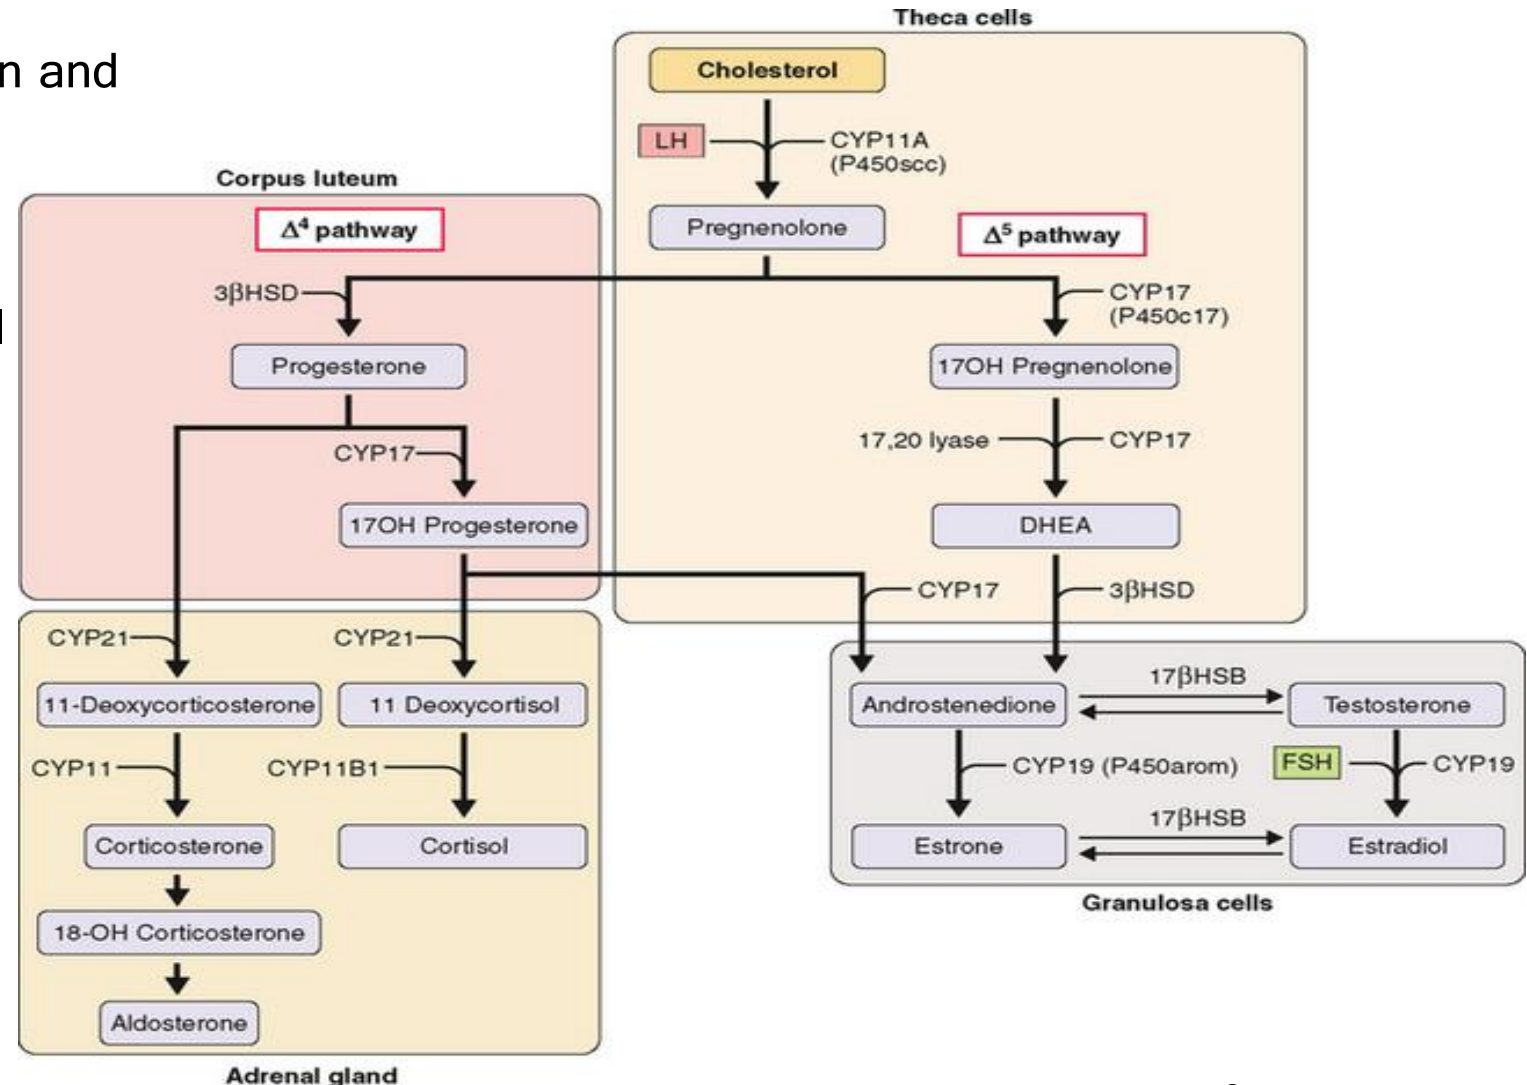 n and
Theca cells
Cholesterol
LH
CYP11A
(P450scc)
Corpus luteum
Δ⁴ pathway
Pregnenolone
Δ⁵ pathway
3βHSD
CYP17
(P450c17)
Progesterone
17OH Pregnenolone
CYP17
17,20 lyase
CYP17
17OH Progesterone
DHEA
CYP17
3βHSD
CYP21
CYP21
11-Deoxycorticosterone
11 Deoxycortisol
Androstenedione
17βHSB
Testosterone
CYP11
CYP11B1
CYP19 (P450arom)
FSH
CYP19
Corticosterone
Cortisol
Estrone
17βHSB
Estradiol
Granulosa cells
18-OH Corticosterone
Aldosterone
Adrenal gland